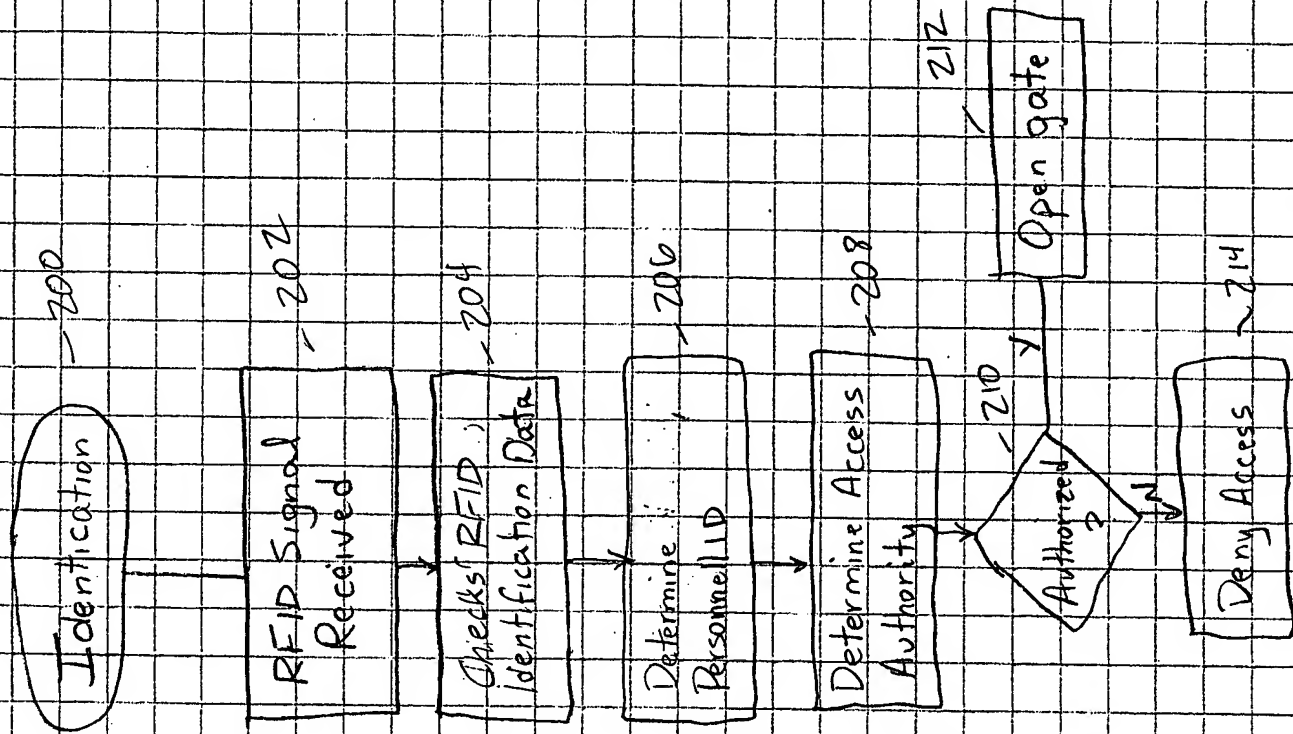 Identification
200
RFID Signal
Received
202
Checks RFID
Identification Data
204
Determine
Personnel ID
206
Determine Access
Authority
208
Authorized
?
210
Y
Open gate
212
N
Deny Access
214